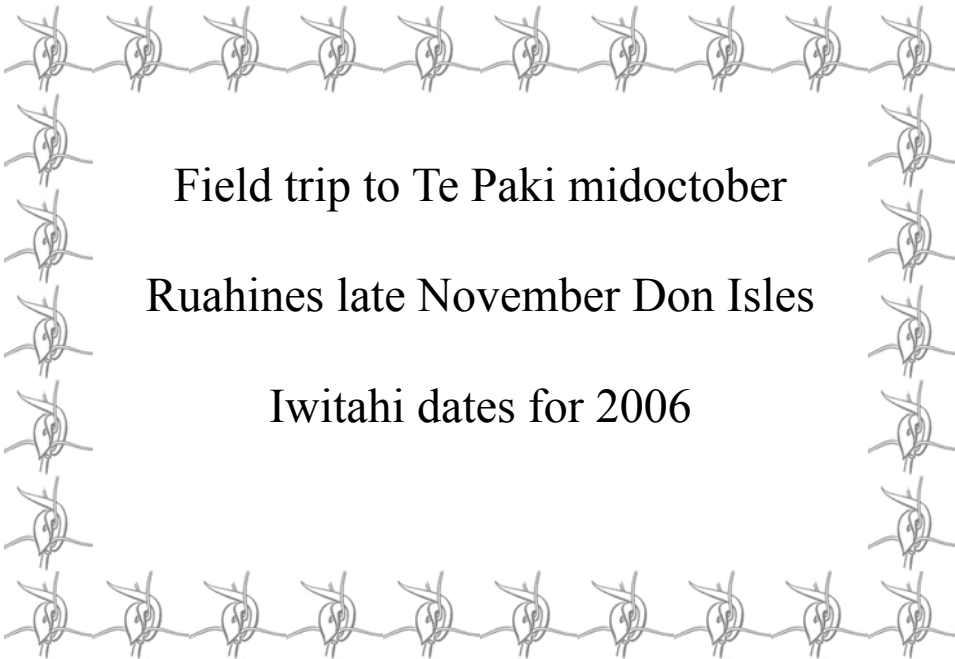 Field trip to Te Paki midoctober
Ruahines late November Don Isles
Iwitahi dates for 2006